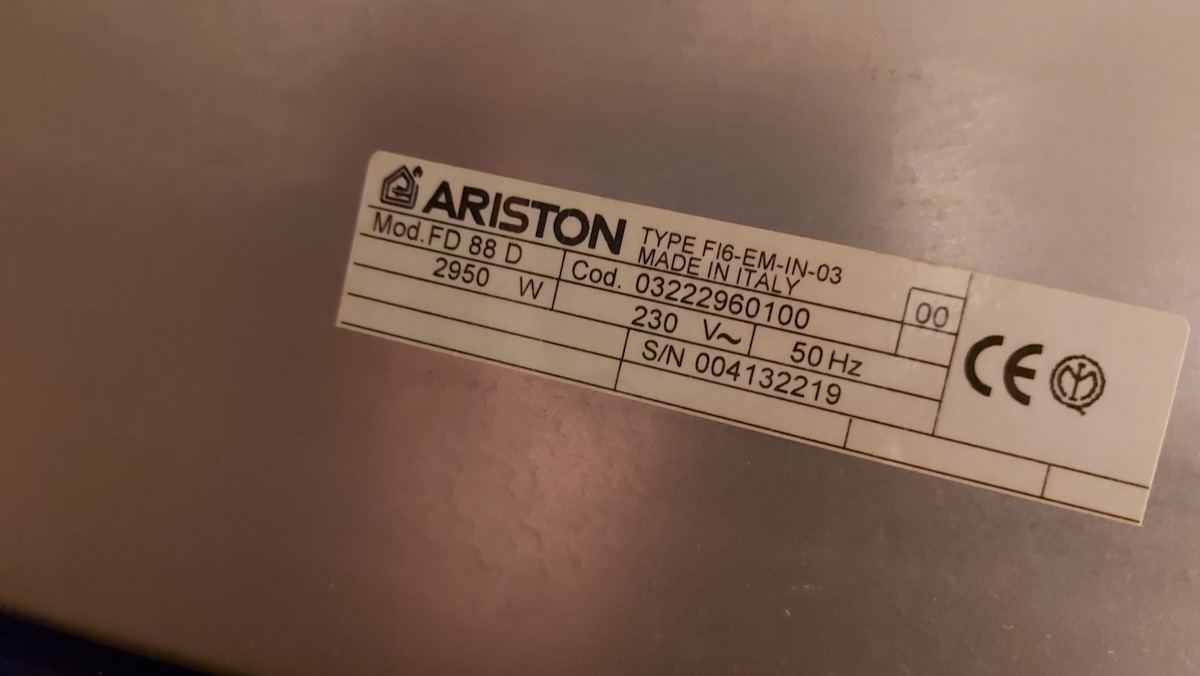 ARISTON
TYPE FI6-EM-IN-03
MADE IN ITALY
Mod.FD 88 D
Cod. 03222960100
00
2950 W
230 V~
50 Hz
S/N 004132219
CE